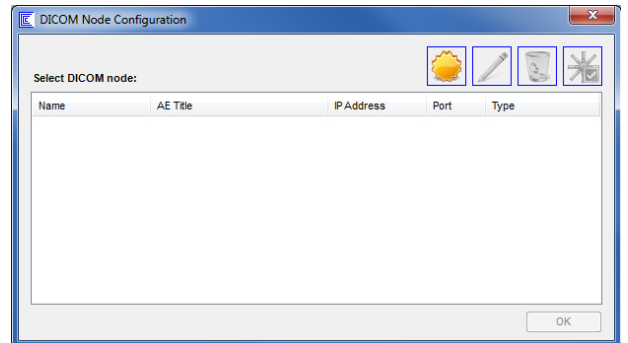 DICOM Node Configuration
Select DICOM node:
Name AE Title IP Address Port Type
OK